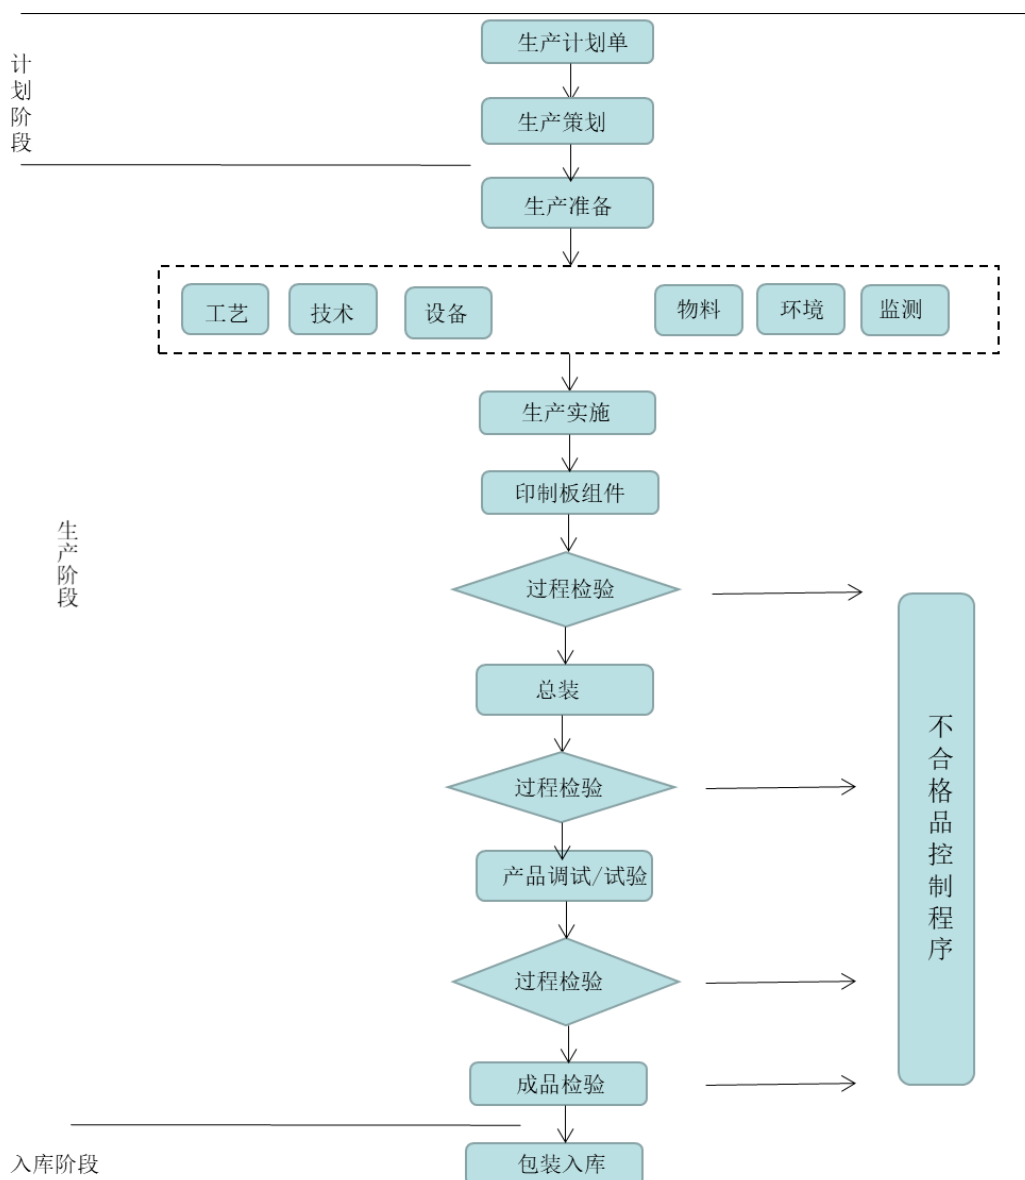 计划阶段
生产计划单
生产策划
生产准备
工艺
技术
设备
物料
环境
监测
生产阶段
生产实施
印制板组件
过程检验
总装
过程检验
产品调试/试验
过程检验
成品检验
不合格品控制程序
入库阶段
包装入库